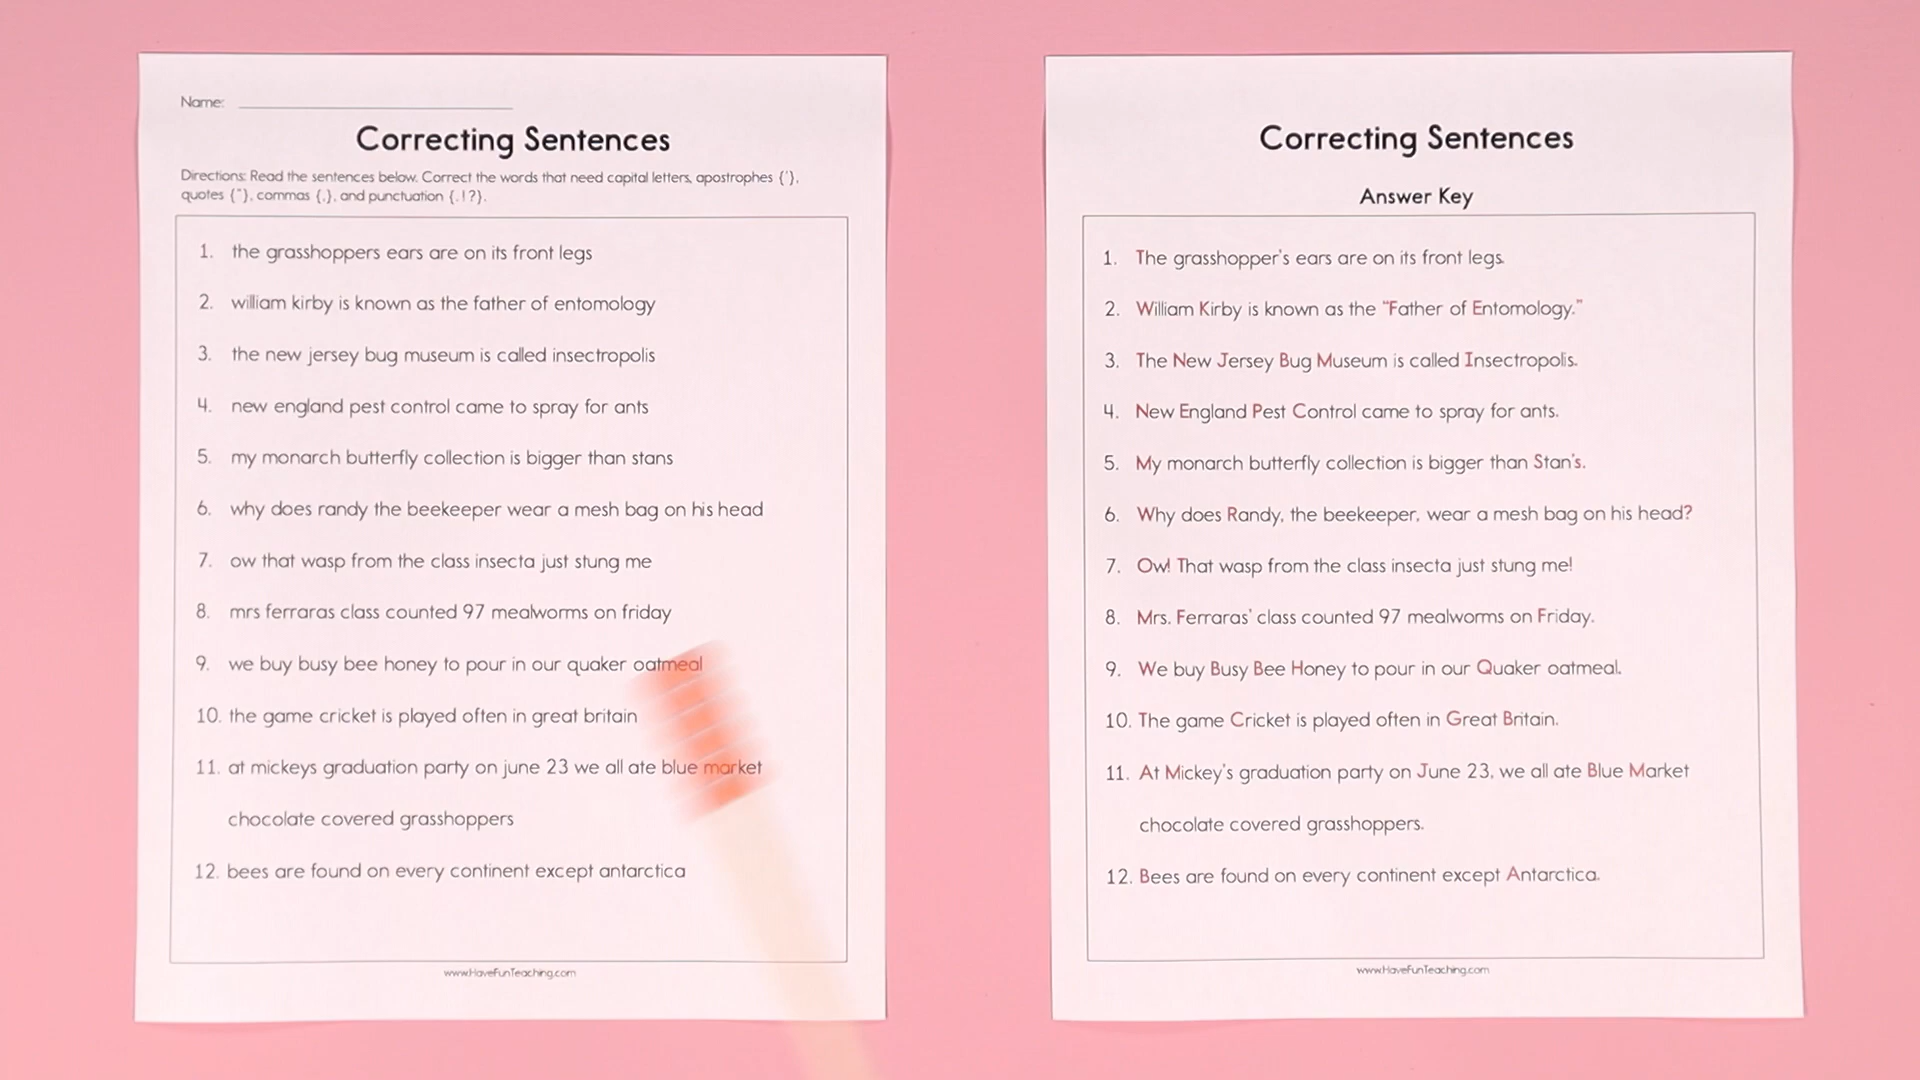 Name:
Correcting Sentences
Directions: Read the sentences below. Correct the words that need capital letters, apostrophes {'},
quotes {"}, commas {,}, and punctuation {.!?}.
1. the grasshoppers ears are on its front legs
2. william kirby is known as the father of entomology
3. the new jersey bug museum is called insectropolis
4. new england pest control came to spray for ants
5. my monarch butterfly collection is bigger than stans
6. why does randy the beekeeper wear a mesh bag on his head
7. ow that wasp from the class insecta just stung me
8. mrs ferraras class counted 97 mealworms on friday
9. we buy busy bee honey to pour in our quaker oatmeal
10. the game cricket is played often in great britain
11. at mickeys graduation party on june 23 we all ate blue market
chocolate covered grasshoppers
12. bees are found on every continent except antarctica
www.HaveFunTeaching.com
Correcting Sentences
Answer Key
1. The grasshopper's ears are on its front legs.
2. William Kirby is known as the "Father of Entomology."
3. The New Jersey Bug Museum is called Insectropolis.
4. New England Pest Control came to spray for ants.
5. My monarch butterfly collection is bigger than Stan's.
6. Why does Randy, the beekeeper, wear a mesh bag on his head?
7. Ow! That wasp from the class insecta just stung me!
8. Mrs. Ferraras' class counted 97 mealworms on Friday.
9. We buy Busy Bee Honey to pour in our Quaker oatmeal.
10. The game Cricket is played often in Great Britain.
11. At Mickey's graduation party on June 23, we all ate Blue Market
chocolate covered grasshoppers.
12. Bees are found on every continent except Antarctica.
www.HaveFunTeaching.com